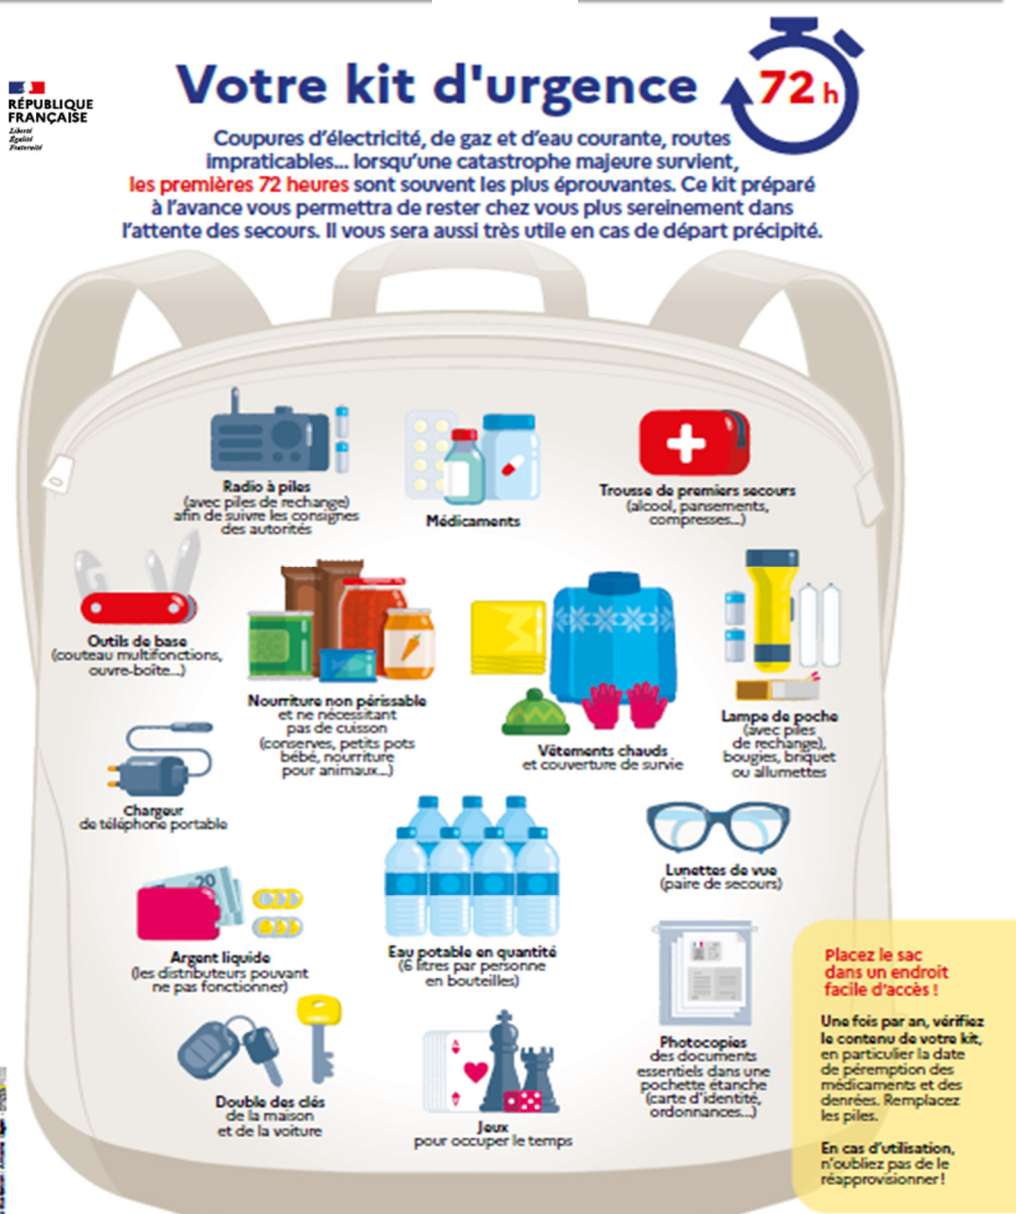 RÉPUBLIQUE
FRANÇAISE
Liberté
Égalité
Fraternité
Votre kit d'urgence
72 h
Coupures d'électricité, de gaz et d'eau courante, routes
impraticables... lorsqu'une catastrophe majeure survient,
les premières 72 heures sont souvent les plus éprouvantes. Ce kit préparé
à l'avance vous permettra de rester chez vous plus sereinement dans
l'attente des secours. Il vous sera aussi très utile en cas de départ précipité.
Radio à piles
(avec piles de rechange)
afin de suivre les consignes
des autorités
Médicaments
Trousse de premiers secours
(alcool, pansements,
compresses...)
Outils de base
(couteau multifonctions,
ouvre-boîte...)
Nourriture non périssable
et ne nécessitant
pas de cuisson
(conserves, petits pots
bébé, nourriture
pour animaux...)
Vêtements chauds
et couverture de survie
Lampe de poche
(avec piles
de rechange),
bougies, briquet
ou allumettes
Chargeur
de téléphone portable
Lunettes de vue
(paire de secours)
20
Argent liquide
(les distributeurs pouvant
ne pas fonctionner)
Eau potable en quantité
(6 litres par personne
en bouteilles)
Photocopies
des documents
essentiels dans une
pochette étanche
(carte d'identité,
ordonnances...)
Double des clés
de la maison
et de la voiture
Jeux
pour occuper le temps
Placez le sac
dans un endroit
facile d'accès !
Une fois par an, vérifiez
le contenu de votre kit,
en particulier la date
de péremption des
médicaments et des
denrées. Remplacez
les piles.
En cas d'utilisation,
n'oubliez pas de le
réapprovisionner !